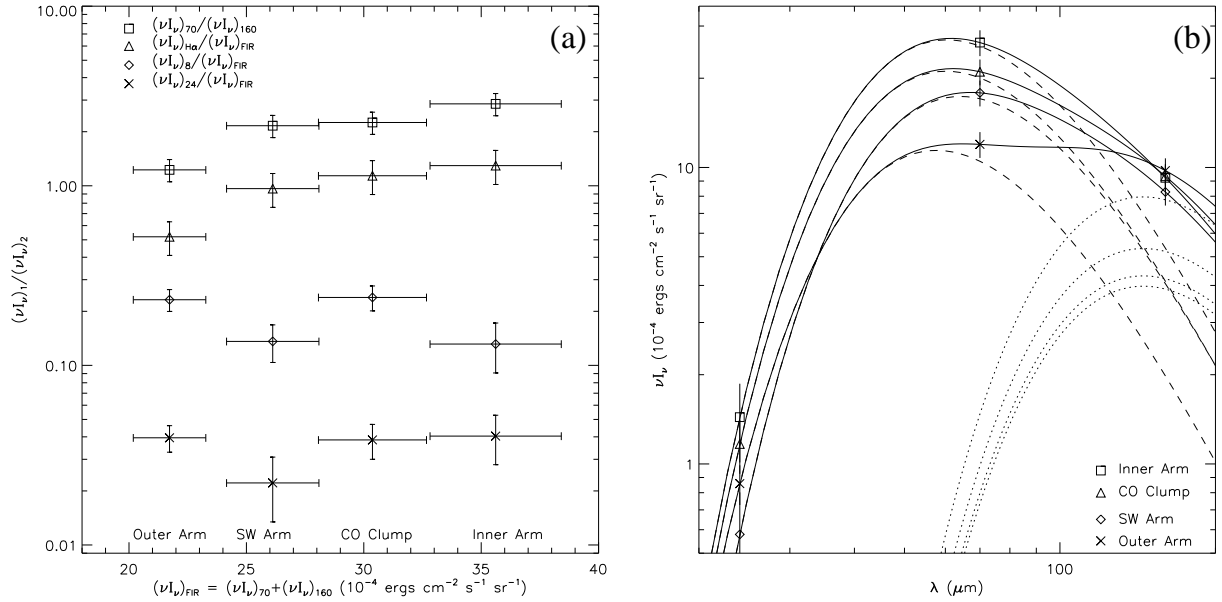 (a)
(νIν)70/(νIν)160
(νIν)Hα/(νIν)FIR
(νIν)8/(νIν)FIR
(νIν)24/(νIν)FIR
10.00
1.00
0.10
0.01
(νIν)1/(νIν)2
Outer Arm SW Arm CO Clump Inner Arm
20 25 30 35 40
(νIν)FIR = (νIν)70+(νIν)160 (10⁻⁴ ergs cm⁻² s⁻¹ sr⁻¹)
(b)
10
1
νIν (10⁻⁴ ergs cm⁻² s⁻¹ sr⁻¹)
Inner Arm
CO Clump
SW Arm
Outer Arm
100
λ (μm)